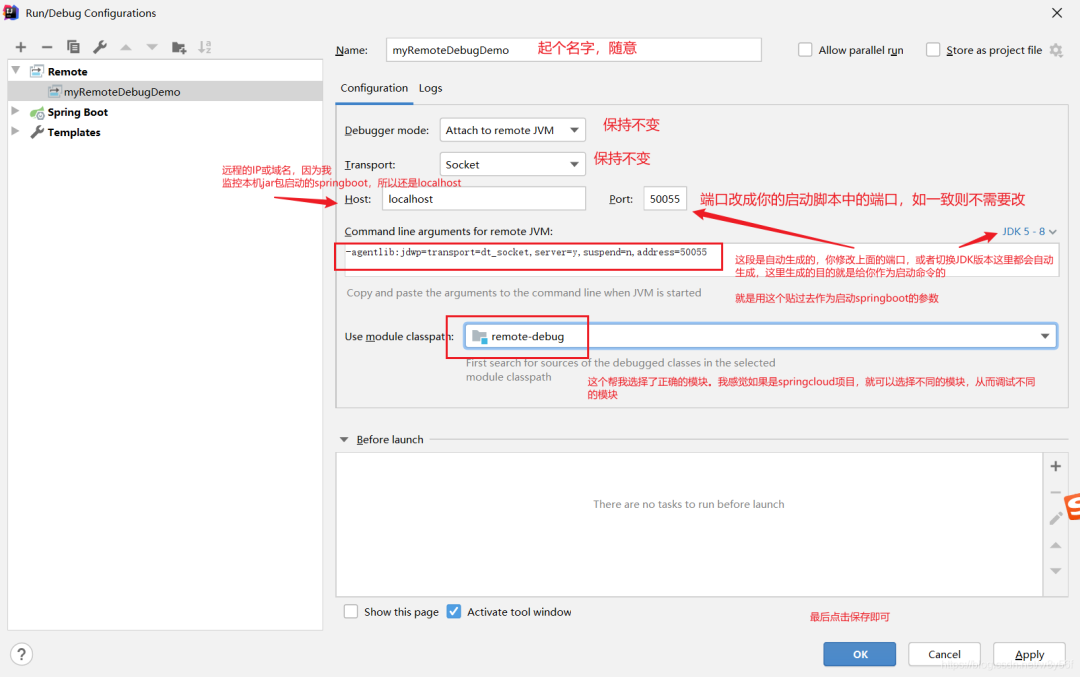 Run/Debug Configurations
Name: myRemoteDebugDemo 起个名字，随意
Allow parallel run
Store as project file
Remote
myRemoteDebugDemo
Spring Boot
Templates
Configuration Logs
Debugger mode: Attach to remote JVM 保持不变
Transport: Socket 保持不变
远程的IP或域名，因为我
监控本机jar包启动的springboot，所以还是localhost
Host: localhost Port: 50055 端口改成你的启动脚本中的端口，如一致则不需要改
Command line arguments for remote JVM: JDK 5 - 8
-agentlib:jdwp=transport=dt_socket,server=y,suspend=n,address=50055
这段是自动生成的，你修改上面的端口，或者切换JDK版本这里都会自动
生成，这里生成的目的就是给你作为启动命令的
Copy and paste the arguments to the command line when JVM is started
就是用这个贴过去作为启动springboot的参数
Use module classpath: remote-debug
First search for sources of the debugged classes in the selected
module classpath
这个帮我选择了正确的模块。我感觉如果是springcloud项目，就可以选择不同的模块，从而调试不同
的模块
Before launch
There are no tasks to run before launch
Show this page Activate tool window
最后点击保存即可
?
OK Cancel Apply